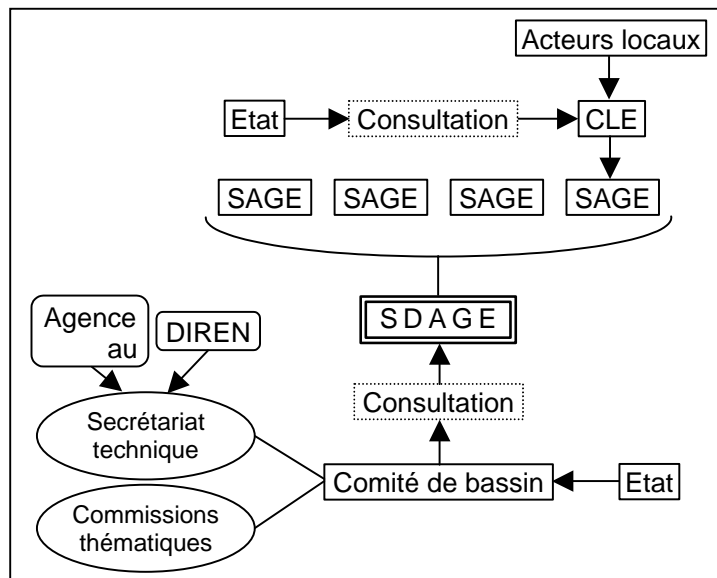 Acteurs locaux
Etat
Consultation
CLE
SAGE SAGE SAGE SAGE
SDAGE
Agence
au
DIREN
Consultation
Secrétariat
technique
Comité de bassin
Etat
Commissions
thématiques